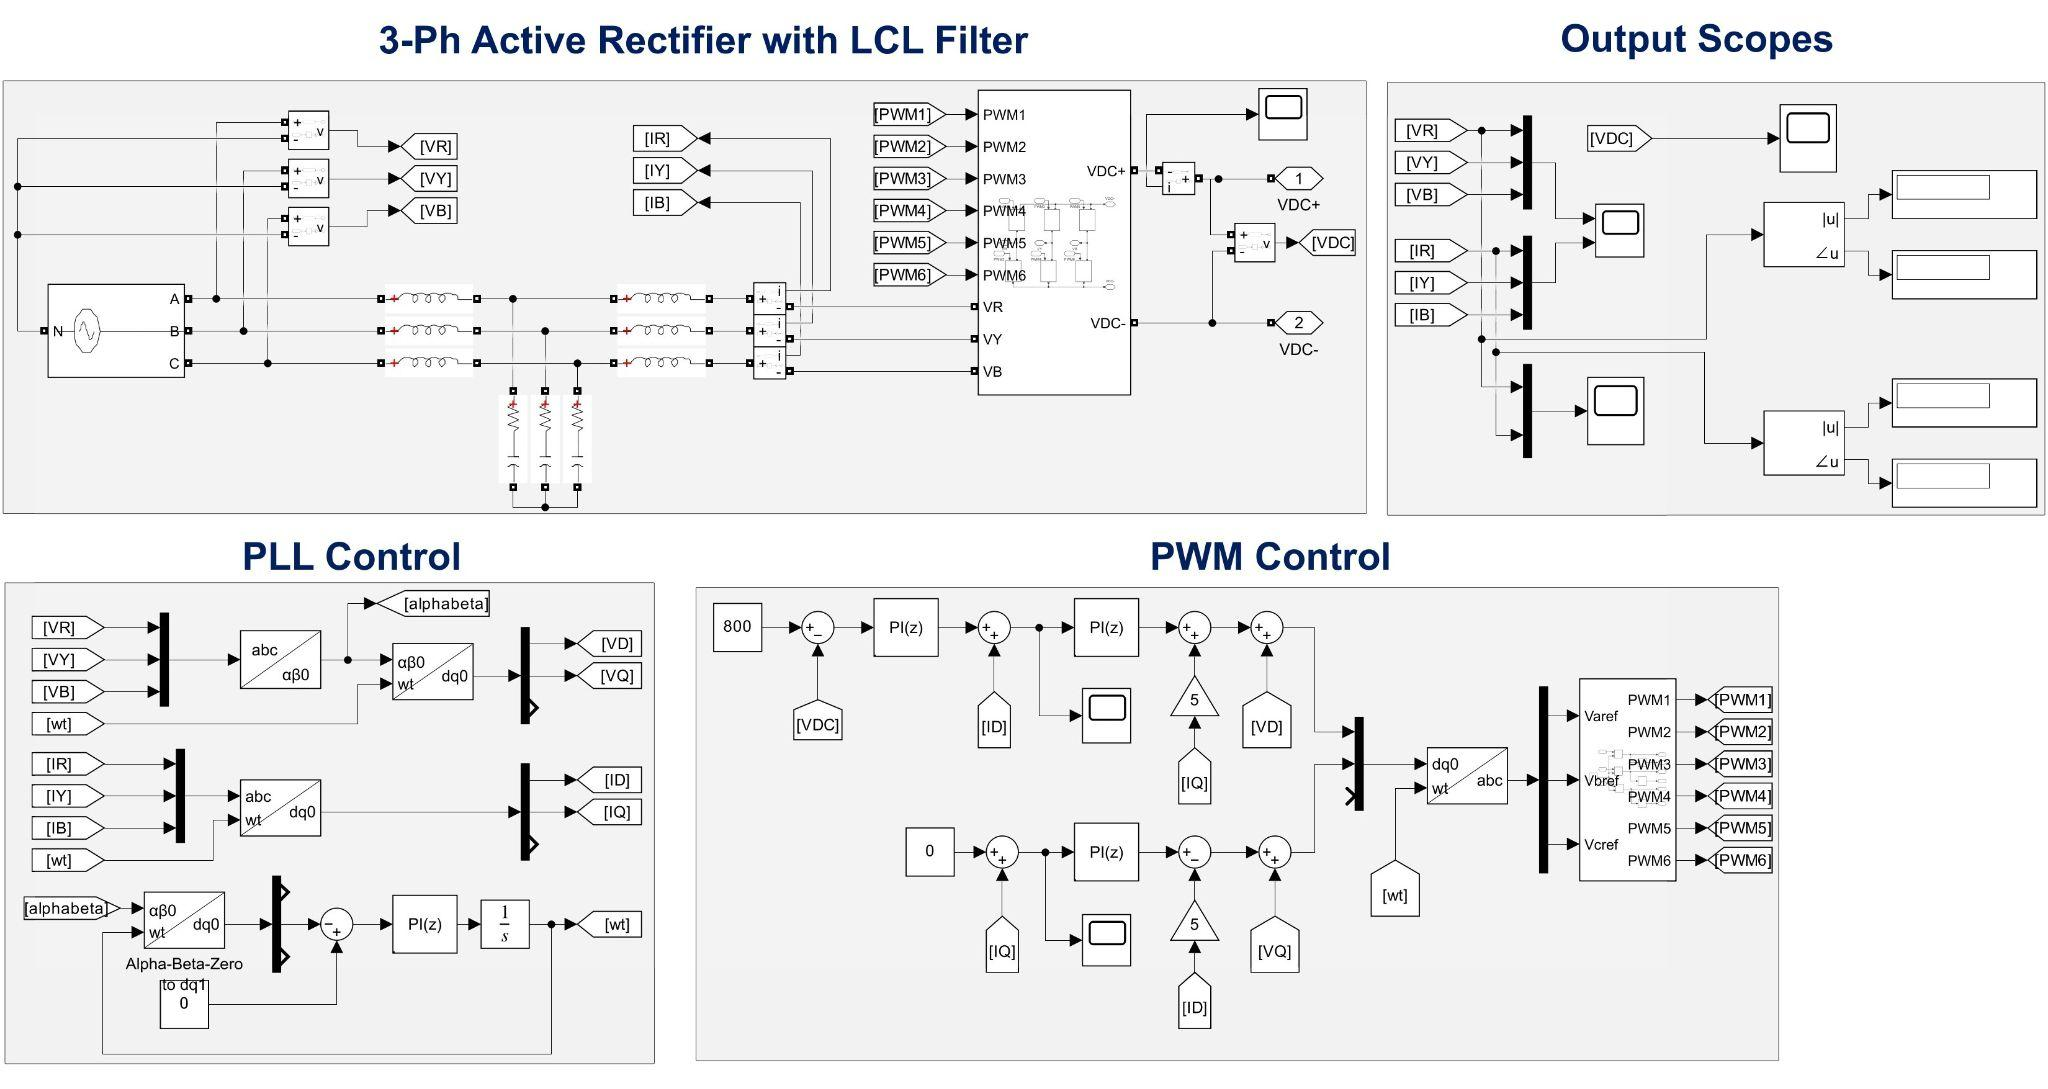 3-Ph Active Rectifier with LCL Filter
Output Scopes
[VR]
[VY]
[VB]
[IR]
[IY]
[IB]
N
A
B
C
+
-
v
+
-
v
+
-
v
+
i
-
+
i
-
+
i
-
[PWM1]
[PWM2]
[PWM3]
[PWM4]
[PWM5]
[PWM6]
PWM1
PWM2
PWM3
PWM4
PWM5
PWM6
VR
VY
VB
VDC+
VDC-
-
i
+
1
VDC+
+
-
v
[VDC]
2
VDC-
[VR]
[VY]
[VB]
[IR]
[IY]
[IB]
[VDC]
|u|
∠u
|u|
∠u
PLL Control
[VR]
[VY]
[VB]
[wt]
abc
αβ0
[alphabeta]
αβ0
wt
dq0
[VD]
[VQ]
[IR]
[IY]
[IB]
[wt]
abc
wt
dq0
[ID]
[IQ]
[alphabeta]
αβ0
wt
dq0
Alpha-Beta-Zero
to dq1
0
−
+
PI(z)
1
s
[wt]
PWM Control
800
+
−
[VDC]
PI(z)
+
+
[ID]
PI(z)
+
+
5
[IQ]
+
+
[VD]
0
+
+
[IQ]
PI(z)
+
−
5
[ID]
+
+
[VQ]
dq0
wt
abc
[wt]
Varef
Vbref
Vcref
PWM1
PWM2
PWM3
PWM4
PWM5
PWM6
[PWM1]
[PWM2]
[PWM3]
[PWM4]
[PWM5]
[PWM6]